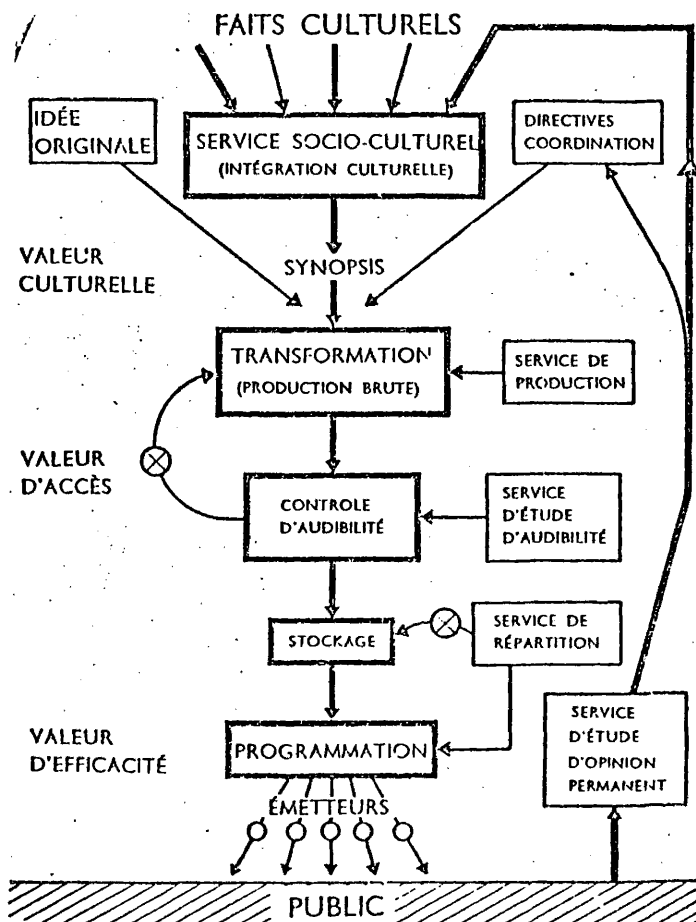 FAITS CULTURELS
IDÉE
ORIGINALE
SERVICE SOCIO-CULTUREL
(INTÉGRATION CULTURELLE)
DIRECTIVES
COORDINATION
VALEUR
CULTURELLE
SYNOPSIS
TRANSFORMATION
(PRODUCTION BRUTE)
SERVICE DE
PRODUCTION
VALEUR
D'ACCÈS
CONTROLE
D'AUDIBILITÉ
SERVICE
D'ÉTUDE
D'AUDIBILITÉ
STOCKAGE
SERVICE DE
RÉPARTITION
VALEUR
D'EFFICACITÉ
PROGRAMMATION
SERVICE
D'ÉTUDE
D'OPINION
PERMANENT
ÉMETTEURS
PUBLIC